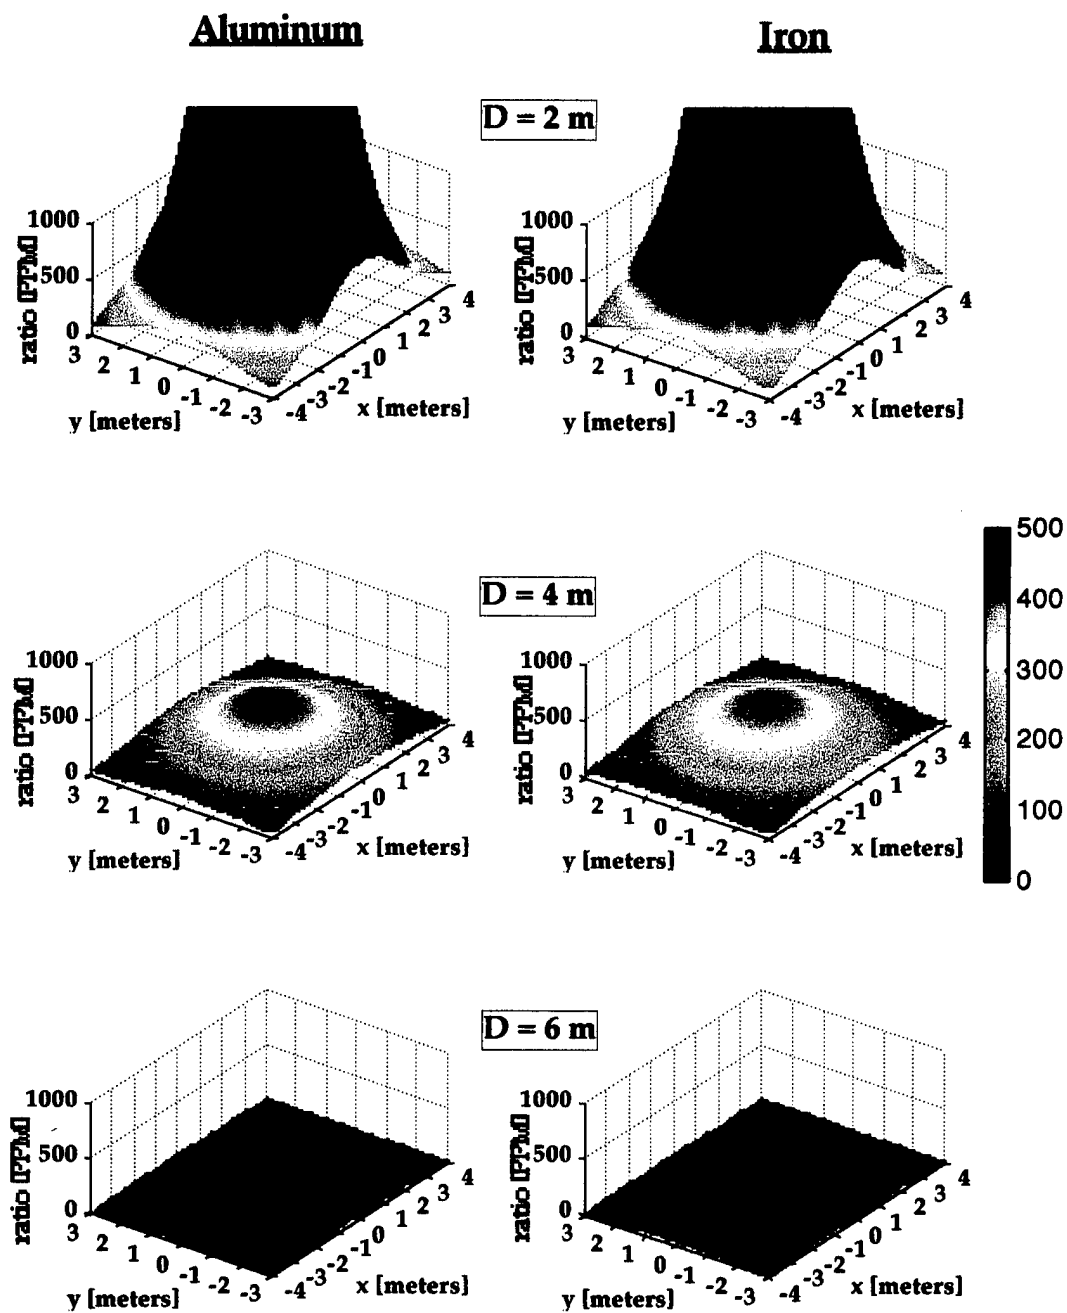 Aluminum Iron
D = 2 m
1000 1000
500 500
0 0
ratio [PPM] ratio [PPM]
3 2 1 0 -1 -2 -3 3 2 1 0 -1 -2 -3
-4 -3 -2 -1 0 1 2 3 4 -4 -3 -2 -1 0 1 2 3 4
y [meters] x [meters] y [meters] x [meters]
D = 4 m
1000 1000
500 500
0 0
ratio [PPM] ratio [PPM]
3 2 1 0 -1 -2 -3 3 2 1 0 -1 -2 -3
-4 -3 -2 -1 0 1 2 3 4 -4 -3 -2 -1 0 1 2 3 4
y [meters] x [meters] y [meters] x [meters]
500
400
300
200
100
0
D = 6 m
1000 1000
500 500
0 0
ratio [PPM] ratio [PPM]
3 2 1 0 -1 -2 -3 3 2 1 0 -1 -2 -3
-4 -3 -2 -1 0 1 2 3 4 -4 -3 -2 -1 0 1 2 3 4
y [meters] x [meters] y [meters] x [meters]